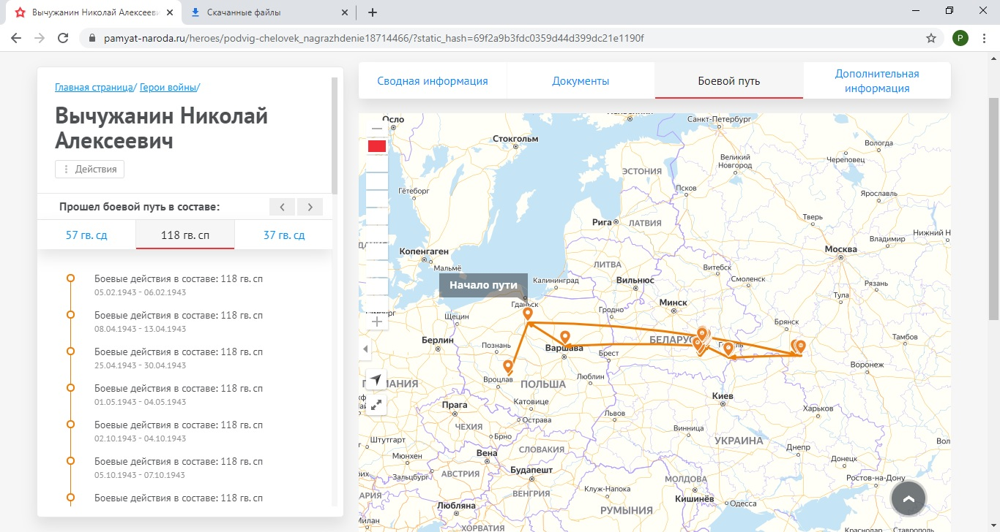 Вычужанин Николай Алексееви
Скачанные файлы
pamyat-naroda.ru/heroes/podvig-chelovek_nagrazhdenie18714466/?static_hash=69f2a9b3fdc0359d44d399dc21e1190f
P
Главная страница/ Герои войны/
Вычужанин Николай
Алексеевич
Действия
Прошел боевой путь в составе:
57 гв. сд
118 гв. сп
37 гв. сд
Боевые действия в составе: 118 гв. сп
05.02.1943 - 06.02.1943
Боевые действия в составе: 118 гв. сп
08.04.1943 - 13.04.1943
Боевые действия в составе: 118 гв. сп
25.04.1943 - 30.04.1943
Боевые действия в составе: 118 гв. сп
01.05.1943 - 04.05.1943
Боевые действия в составе: 118 гв. сп
02.10.1943 - 04.10.1943
Боевые действия в составе: 118 гв. сп
05.10.1943 - 07.10.1943
Боевые действия в составе: 118 гв. сп
Сводная информация
Документы
Боевой путь
Дополнительная
информация
Осло
Санкт-Петербург
Стокгольм
Вологда
Череповец
Великий
Новгород
ЭСТОНИЯ
Псков
Гётеборг
Ярославль
Рига
ЛАТВИЯ
Тверь
Нижний Н
Владимир
Москва
Копенгаген
Мальмё
ЛИТВА
Витебск
Калининград
Вильнюс
Смоленск
Рязань
Начало пути
Тула
Гданьск
Минск
Гродно
Щецин
Брянск
Берлин
Познань
БЕЛАРУС
Тамбов
Варшава
Брест
Воронеж
Вроцлав
ПОЛЬША
Люблин
Киев
Прага
Катовице
Харьков
Львов
Острава
ЧЕХИЯ
Винница
Брно
УКРАИНА
Штутгарт
СЛОВАКИЯ
Днепр
Вол
Мюнхен
Вена
Донецк
Зальцбург
АВСТРИЯ
Будапешт
МОЛДОВА
Ростов-на-Дону
ВЕНГРИЯ
Клуж-Напока
Кишинёв
Одесса
Любляна
РУМЫНИЯ
Милан
ХОРВАТИЯ
Краснодар
Ставрополь